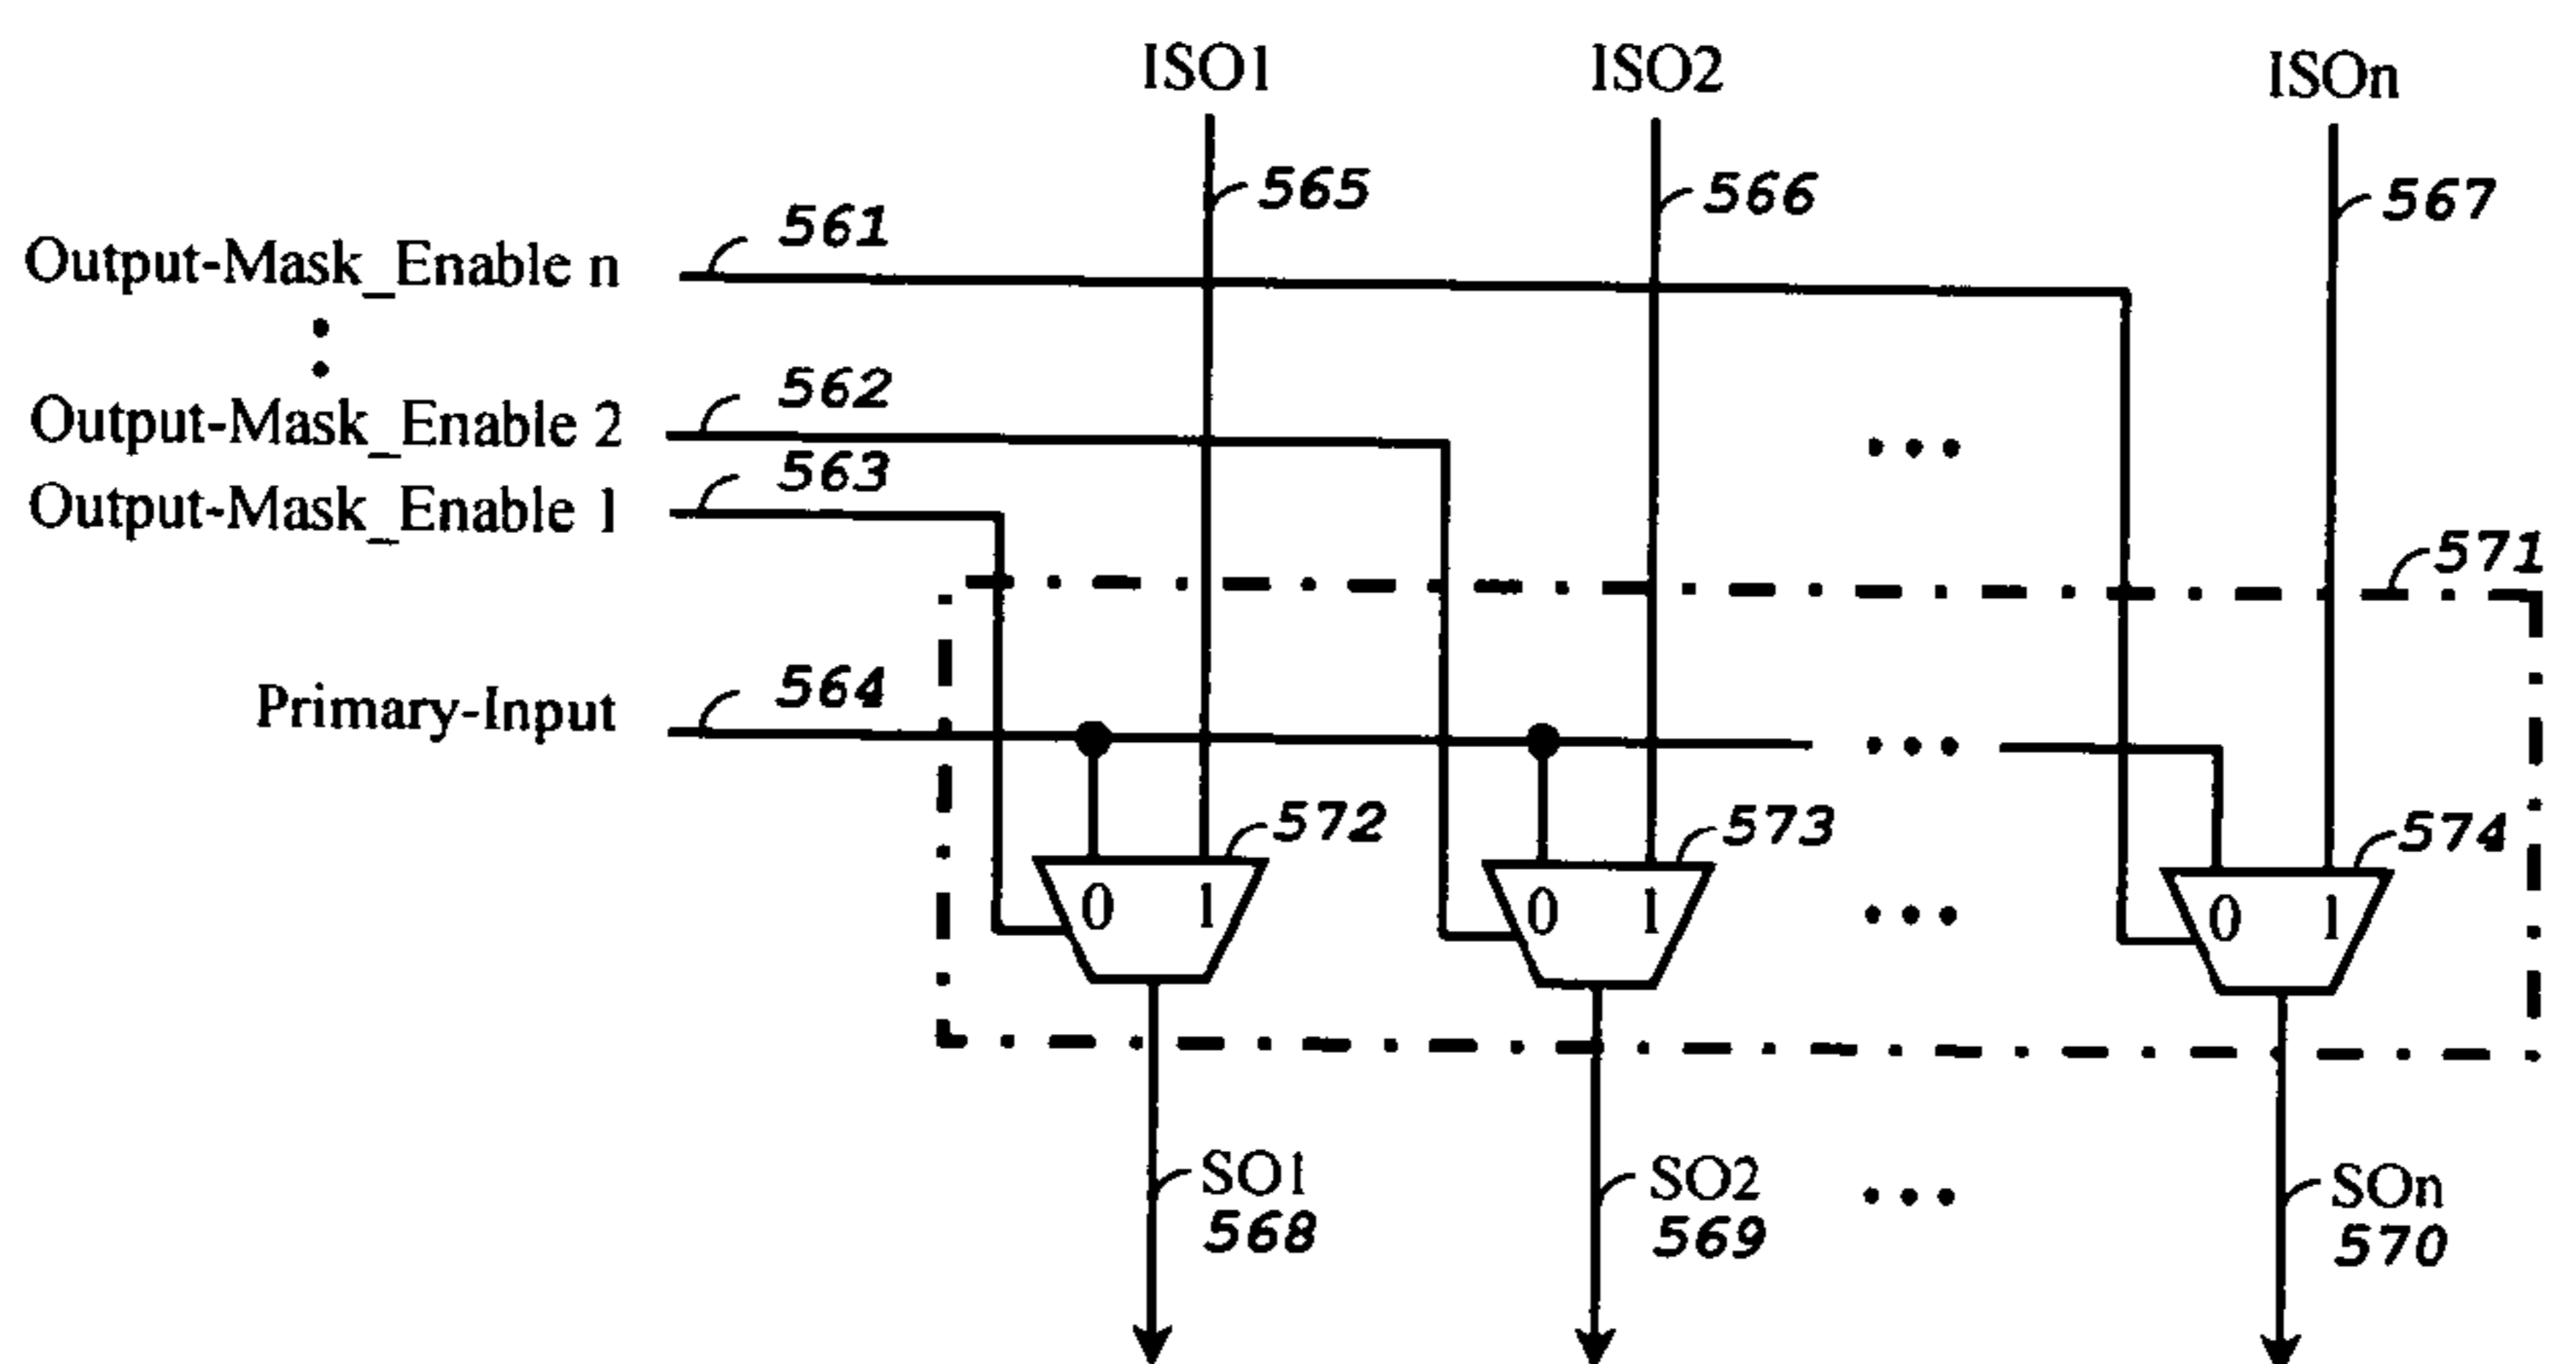 ISO1 ISO2 ISOn
565 566 567
561
Output-Mask_Enable n
562
Output-Mask_Enable 2
563
Output-Mask_Enable 1
571
564
Primary-Input
572 573 574
0 1 0 1 0 1
SO1 SO2 SOn
568 569 570